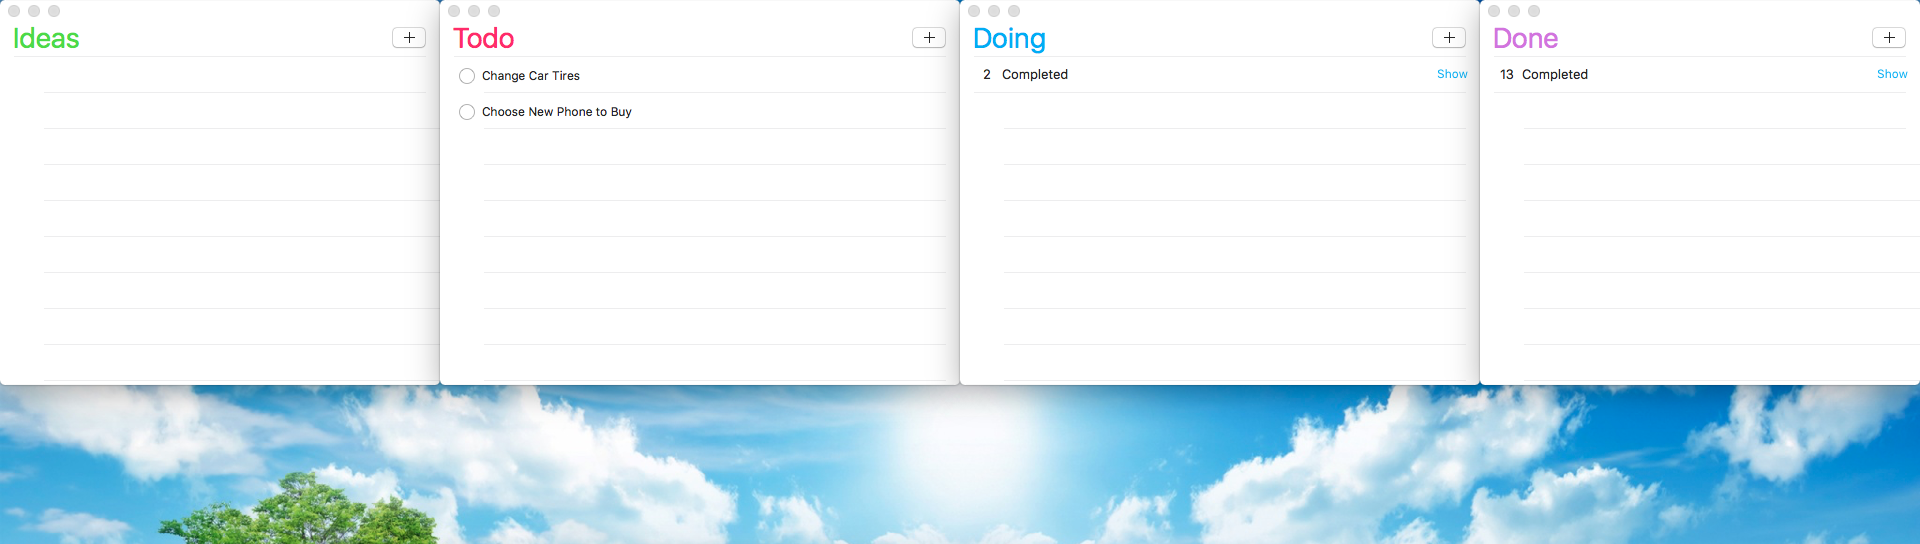 Ideas
+
Todo
+
Change Car Tires
Choose New Phone to Buy
Doing
+
2 Completed Show
Done
+
13 Completed Show